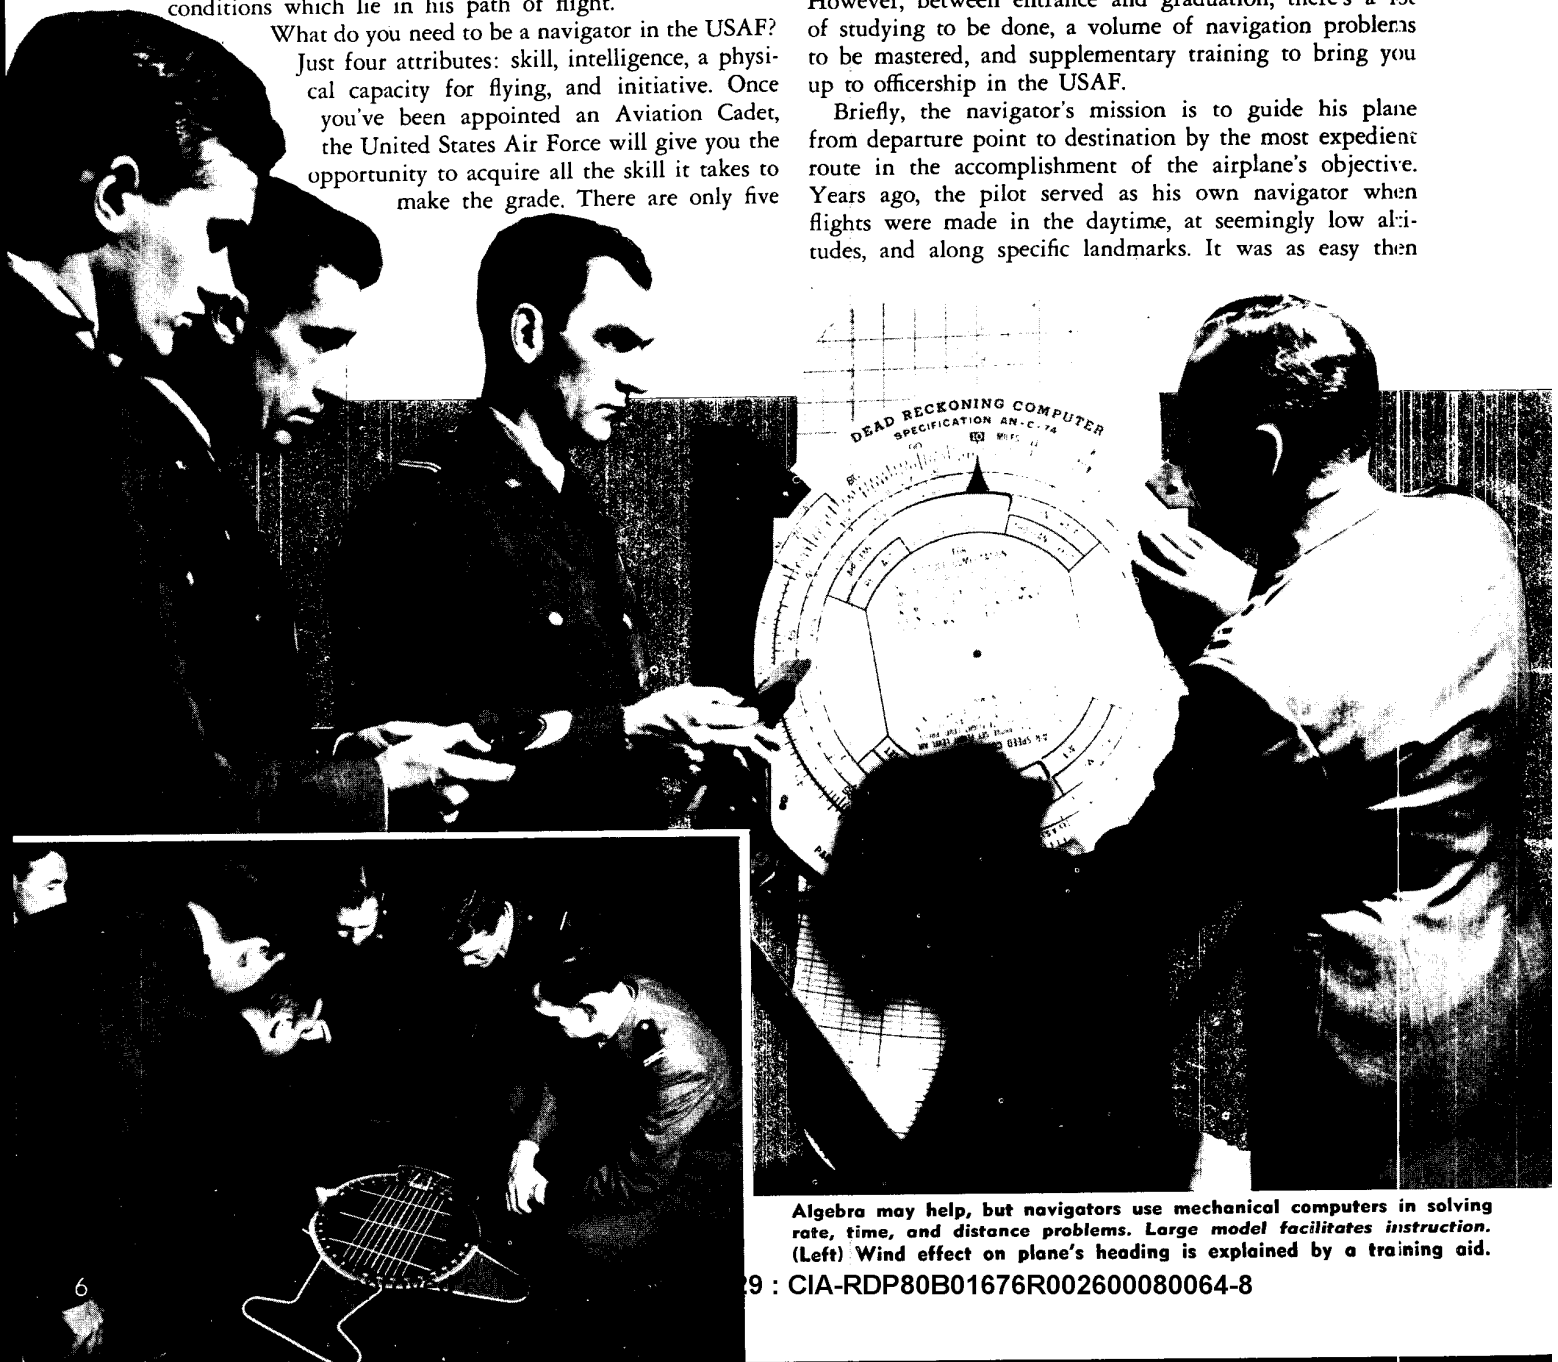 conditions which lie in his path of flight.
What do you need to be a navigator in the USAF?
Just four attributes: skill, intelligence, a physi-
cal capacity for flying, and initiative. Once
you've been appointed an Aviation Cadet,
the United States Air Force will give you the
opportunity to acquire all the skill it takes to
make the grade. There are only five
However, between entrance and graduation, there's a lot
of studying to be done, a volume of navigation problems
to be mastered, and supplementary training to bring you
up to officership in the USAF.
Briefly, the navigator's mission is to guide his plane
from departure point to destination by the most expedient
route in the accomplishment of the airplane's objective.
Years ago, the pilot served as his own navigator when
flights were made in the daytime, at seemingly low alti-
tudes, and along specific landmarks. It was as easy then
DEAD RECKONING COMPUTER
SPECIFICATION AN-C-74
10 MILES
Algebra may help, but navigators use mechanical computers in solving
rate, time, and distance problems. Large model facilitates instruction.
(Left) Wind effect on plane's heading is explained by a training aid.
6
9 : CIA-RDP80B01676R002600080064-8